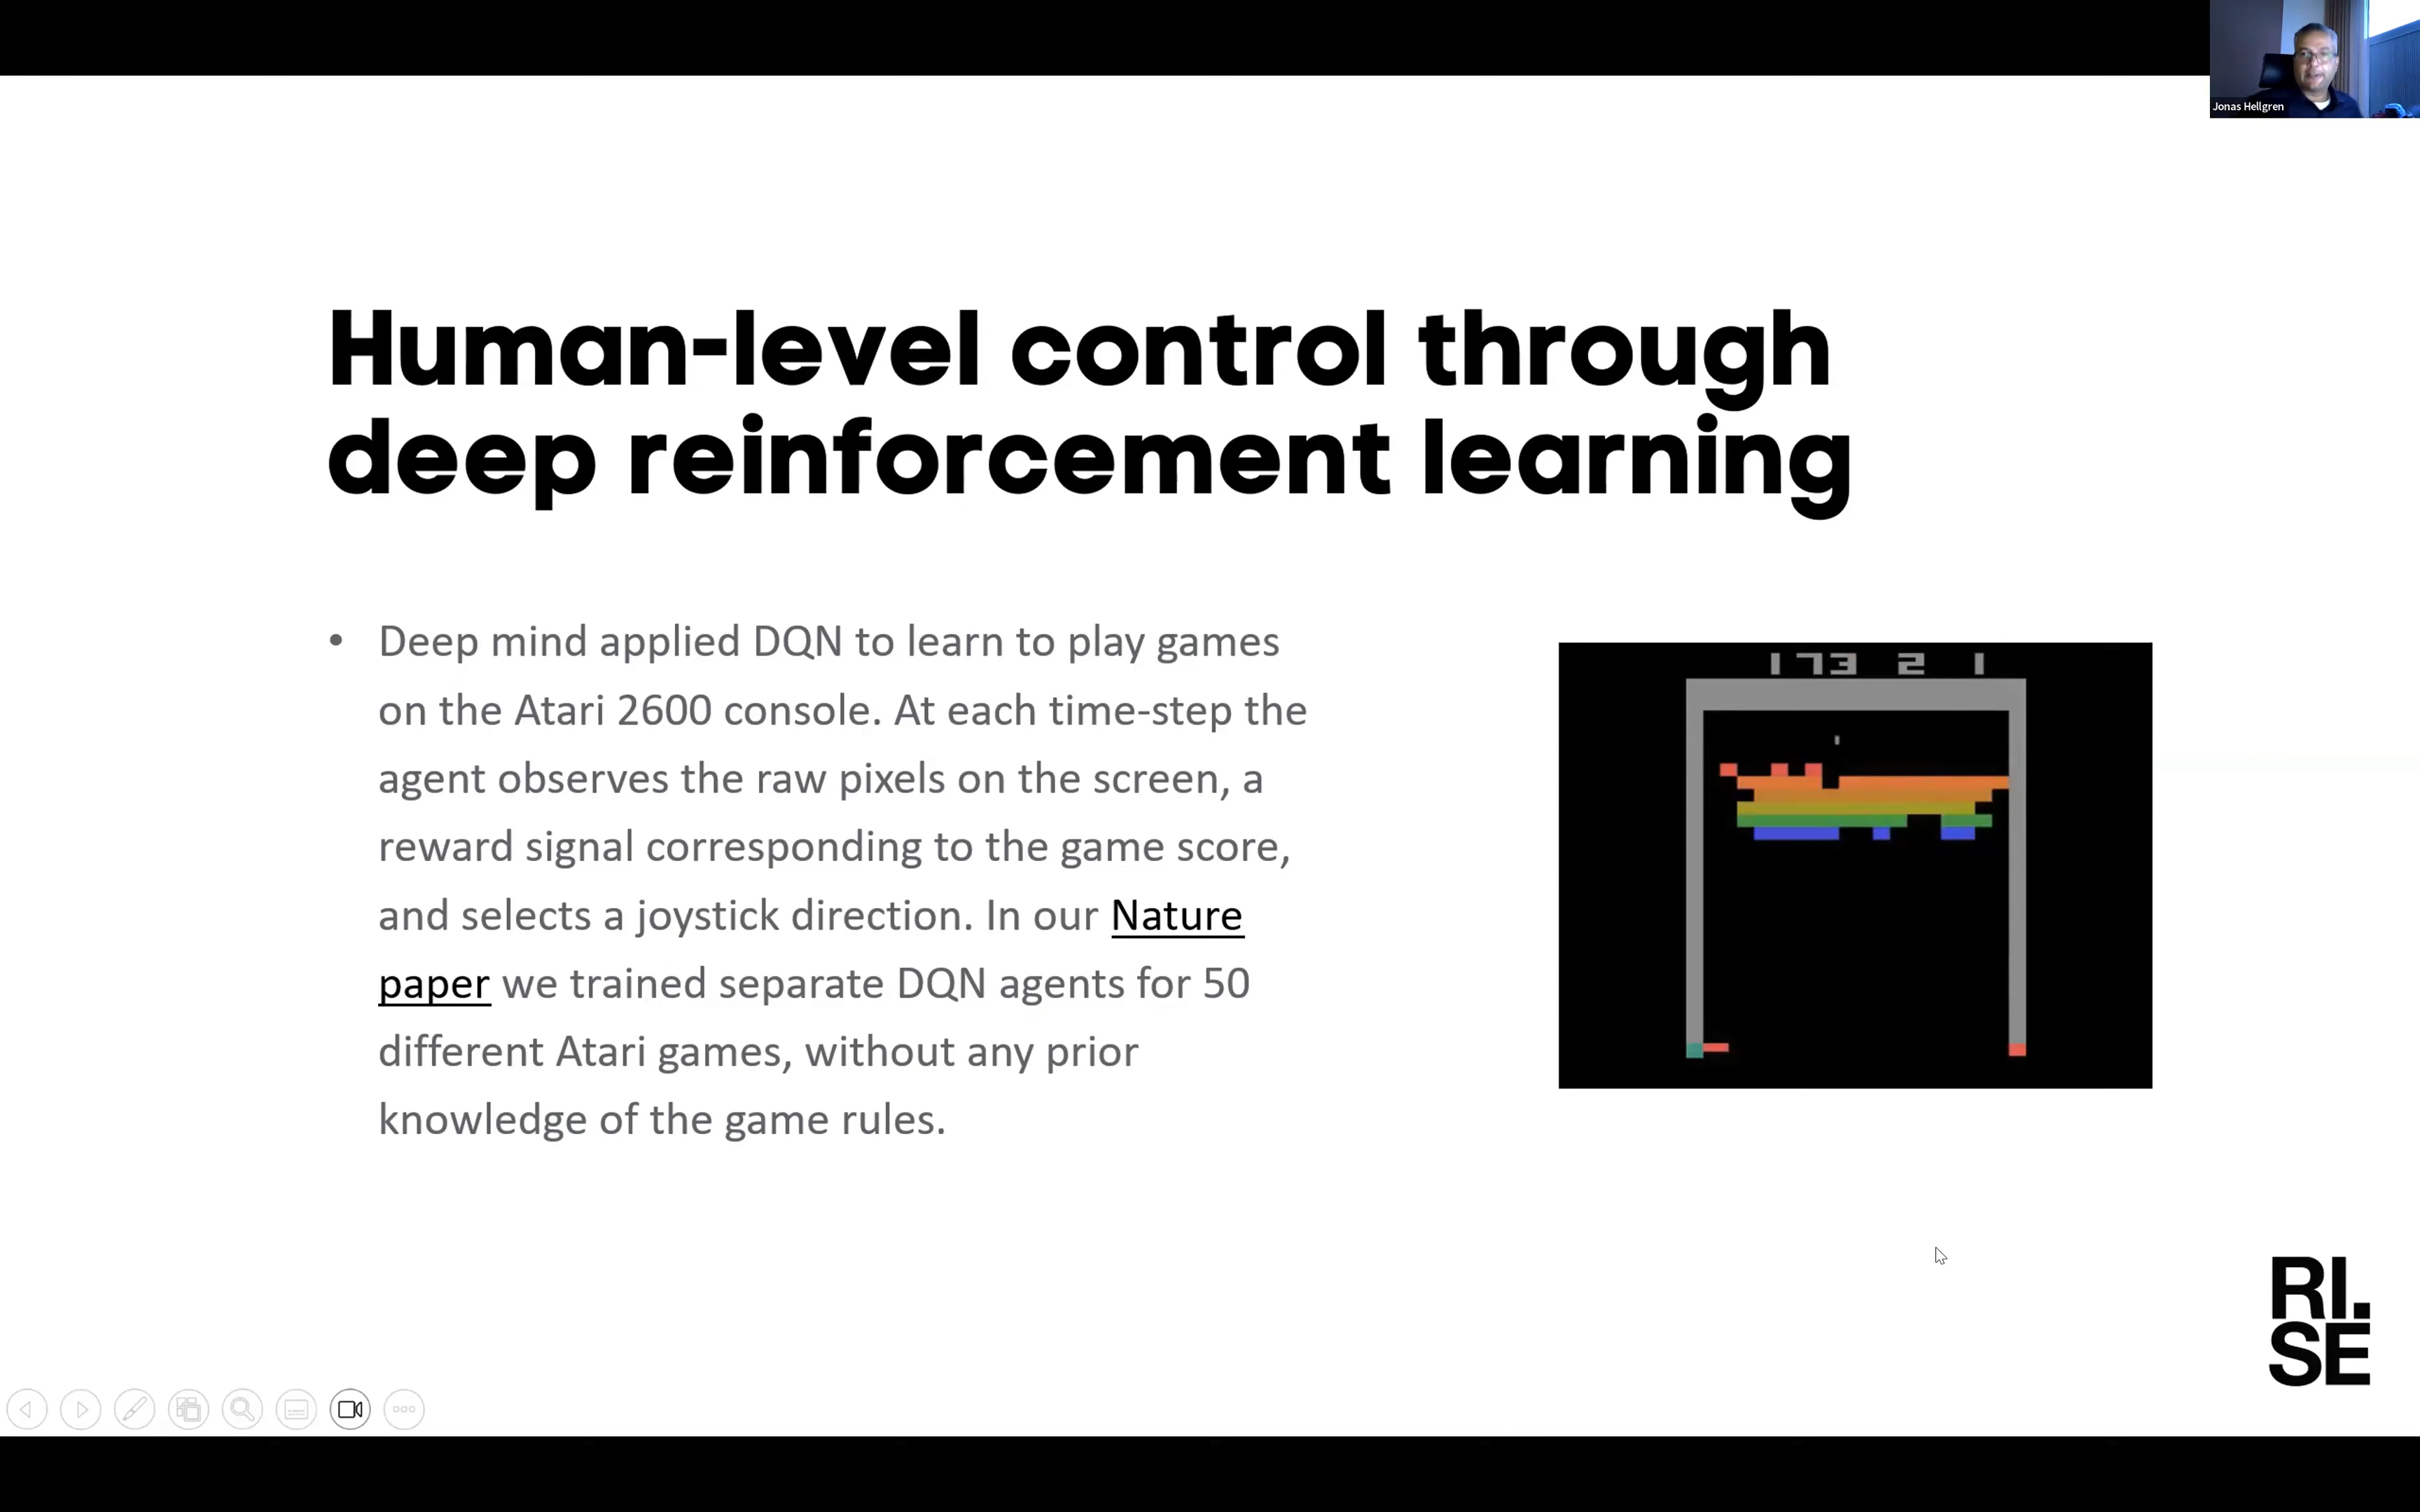 Jonas Hellgren
Human-level control through
deep reinforcement learning
• Deep mind applied DQN to learn to play games
on the Atari 2600 console. At each time-step the
agent observes the raw pixels on the screen, a
reward signal corresponding to the game score,
and selects a joystick direction. In our Nature
paper we trained separate DQN agents for 50
different Atari games, without any prior
knowledge of the game rules.
173 2 1
RI.
SE